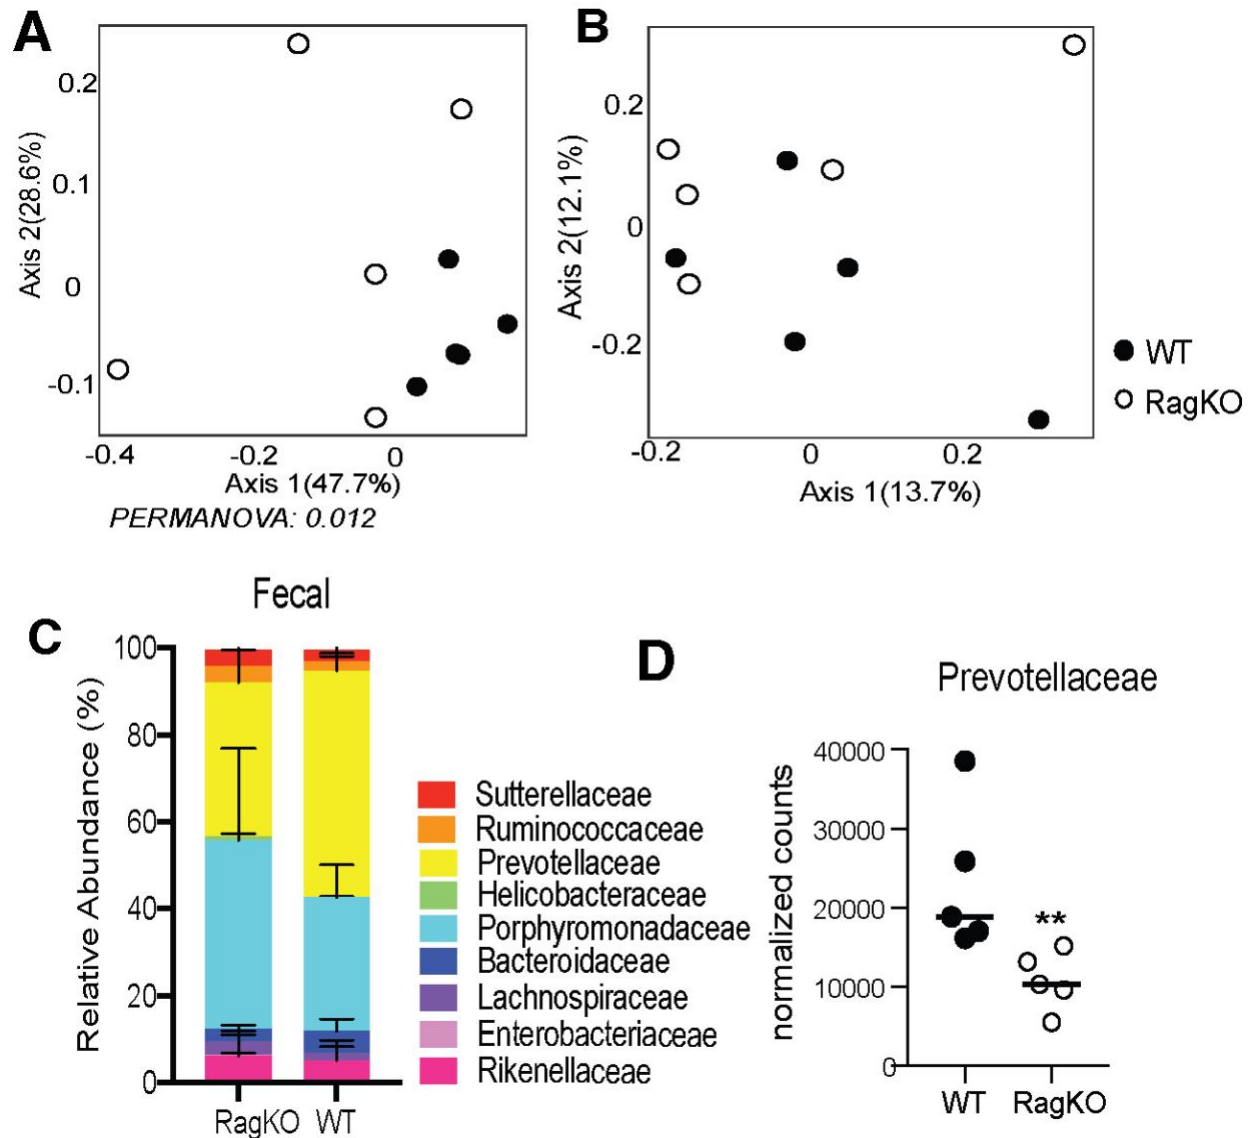 A
0.2
0.1
0
-0.1
Axis 2(28.6%)
-0.4 -0.2 0
Axis 1(47.7%)
PERMANOVA: 0.012
B
0.2
0
-0.2
Axis 2(12.1%)
-0.2 0 0.2
Axis 1(13.7%)
WT
RagKO
Fecal
C
100
80
60
40
20
0
Relative Abundance (%)
RagKO WT
Sutterellaceae
Ruminococcaceae
Prevotellaceae
Helicobacteraceae
Porphyromonadaceae
Bacteroidaceae
Lachnospiraceae
Enterobacteriaceae
Rikenellaceae
D
Prevotellaceae
40000
30000
20000
10000
0
normalized counts
**
WT RagKO